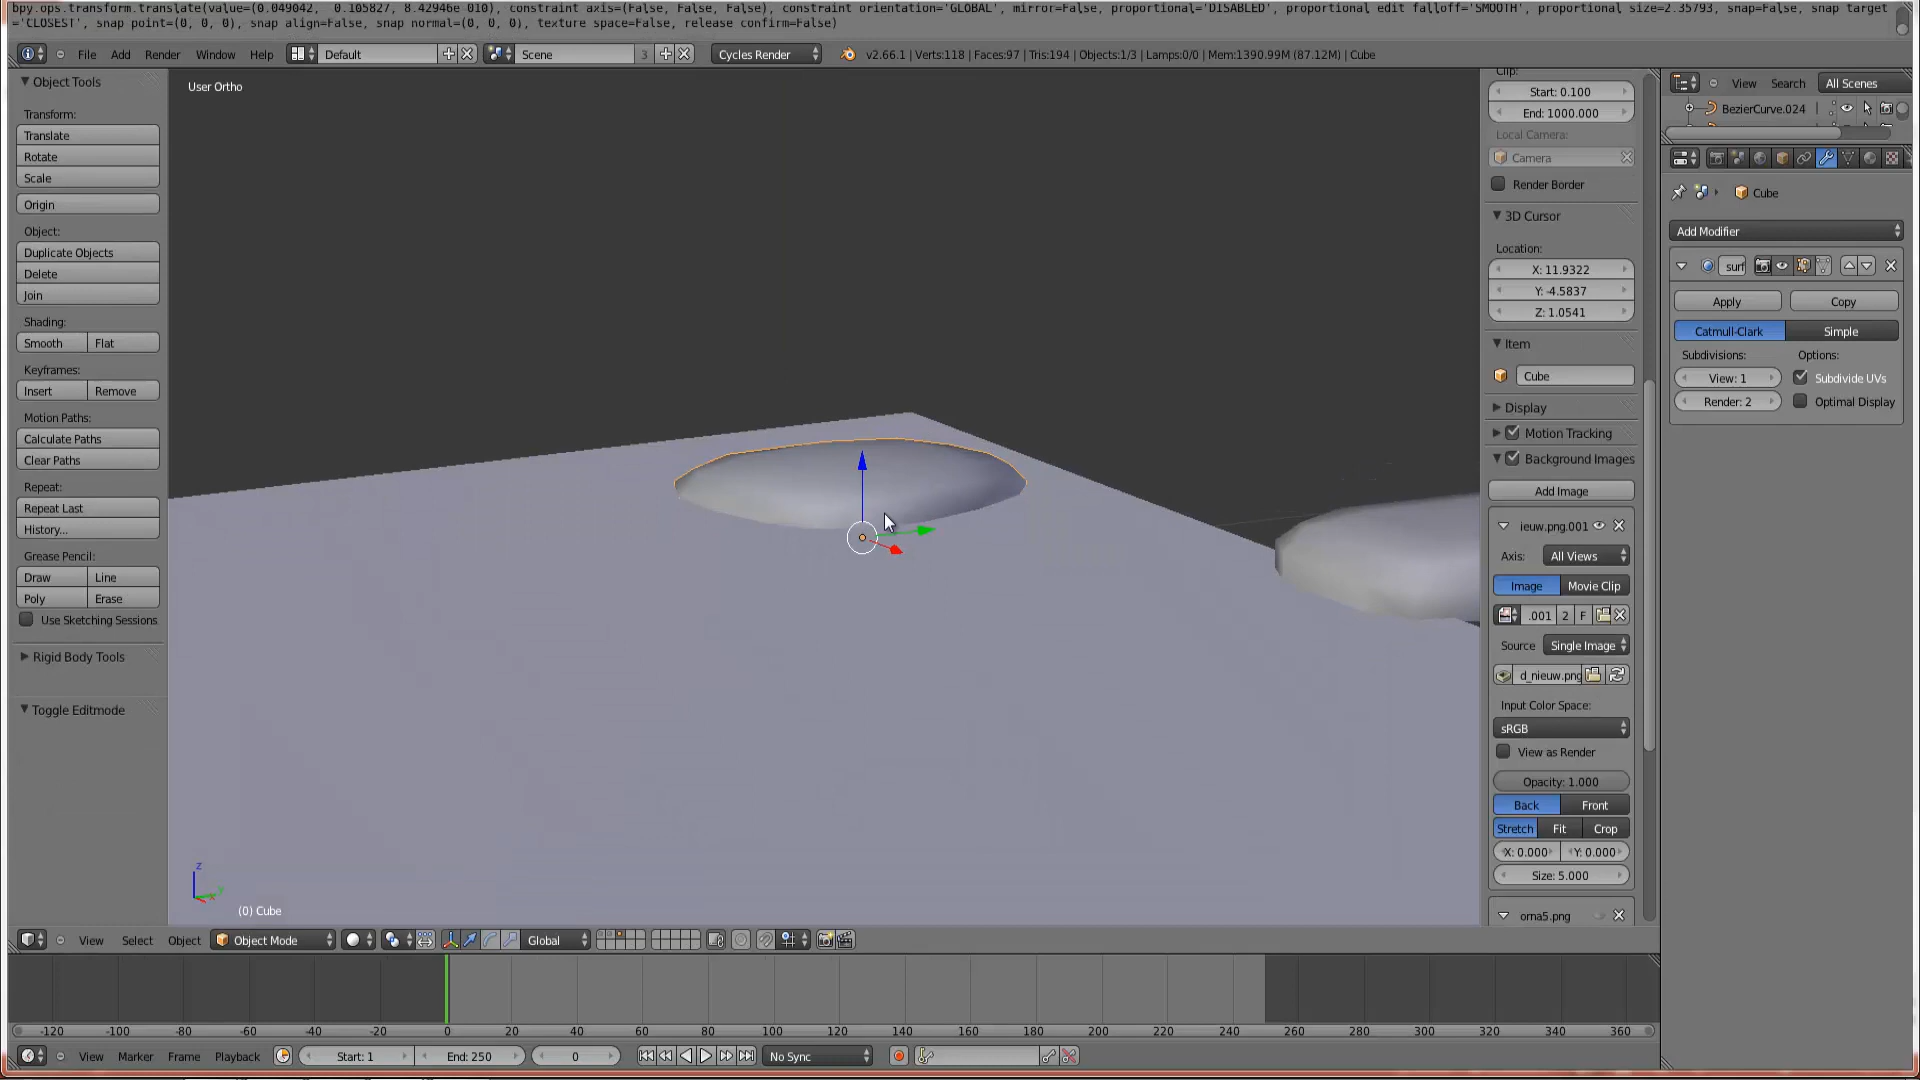 bpy.ops.transform.translate(value=(0.049042, 0.105827, 8.42946e-010), constraint axis=(False, False, False), constraint orientation='GLOBAL', mirror=False, proportional='DISABLED', proportional edit falloff='SMOOTH', proportional size=2.35793, snap=False, snap target
='CLOSEST', snap point=(0, 0, 0), snap align=False, snap normal=(0, 0, 0), texture space=False, release confirm=False)
File Add Render Window Help Default Scene 3 Cycles Render v2.66.1 | Verts:118 | Faces:97 | Tris:194 | Objects:1/3 | Lamps:0/0 | Mem:1390.99M (87.12M) | Cube
Object Tools
Transform:
Translate
Rotate
Scale
Origin
Object:
Duplicate Objects
Delete
Join
Shading:
Smooth Flat
Keyframes:
Insert Remove
Motion Paths:
Calculate Paths
Clear Paths
Repeat:
Repeat Last
History...
Grease Pencil:
Draw Line
Poly Erase
Use Sketching Sessions
Rigid Body Tools
Toggle Editmode
User Ortho
z
y
x
(0) Cube
Clip:
Start: 0.100
End: 1000.000
Local Camera:
Camera
Render Border
3D Cursor
Location:
X: 11.9322
Y: -4.5837
Z: 1.0541
Item
Cube
Display
Motion Tracking
Background Images
Add Image
ieuw.png.001
Axis: All Views
Image Movie Clip
.001 2 F
Source Single Image
d_nieuw.png
Input Color Space:
sRGB
View as Render
Opacity: 1.000
Back Front
Stretch Fit Crop
X: 0.000 Y: 0.000
Size: 5.000
orna5.png
View Search All Scenes
BezierCurve.024
Cube
Add Modifier
surf
Apply Copy
Catmull-Clark Simple
Subdivisions: Options:
View: 1 Subdivide UVs
Render: 2 Optimal Display
View Select Object Object Mode Global
-120 -100 -80 -60 -40 -20 0 20 40 60 80 100 120 140 160 180 200 220 240 260 280 300 320 340 360
View Marker Frame Playback Start: 1 End: 250 0 No Sync